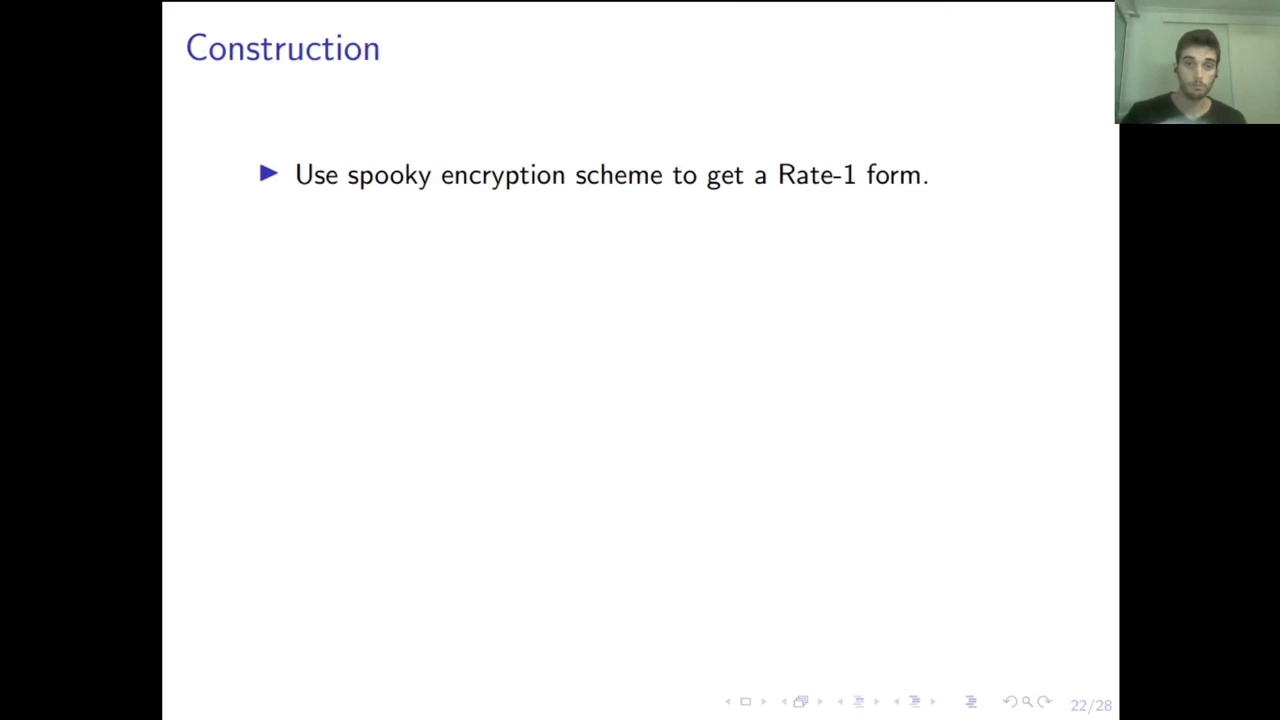 Construction
Use spooky encryption scheme to get a Rate-1 form.
22/28